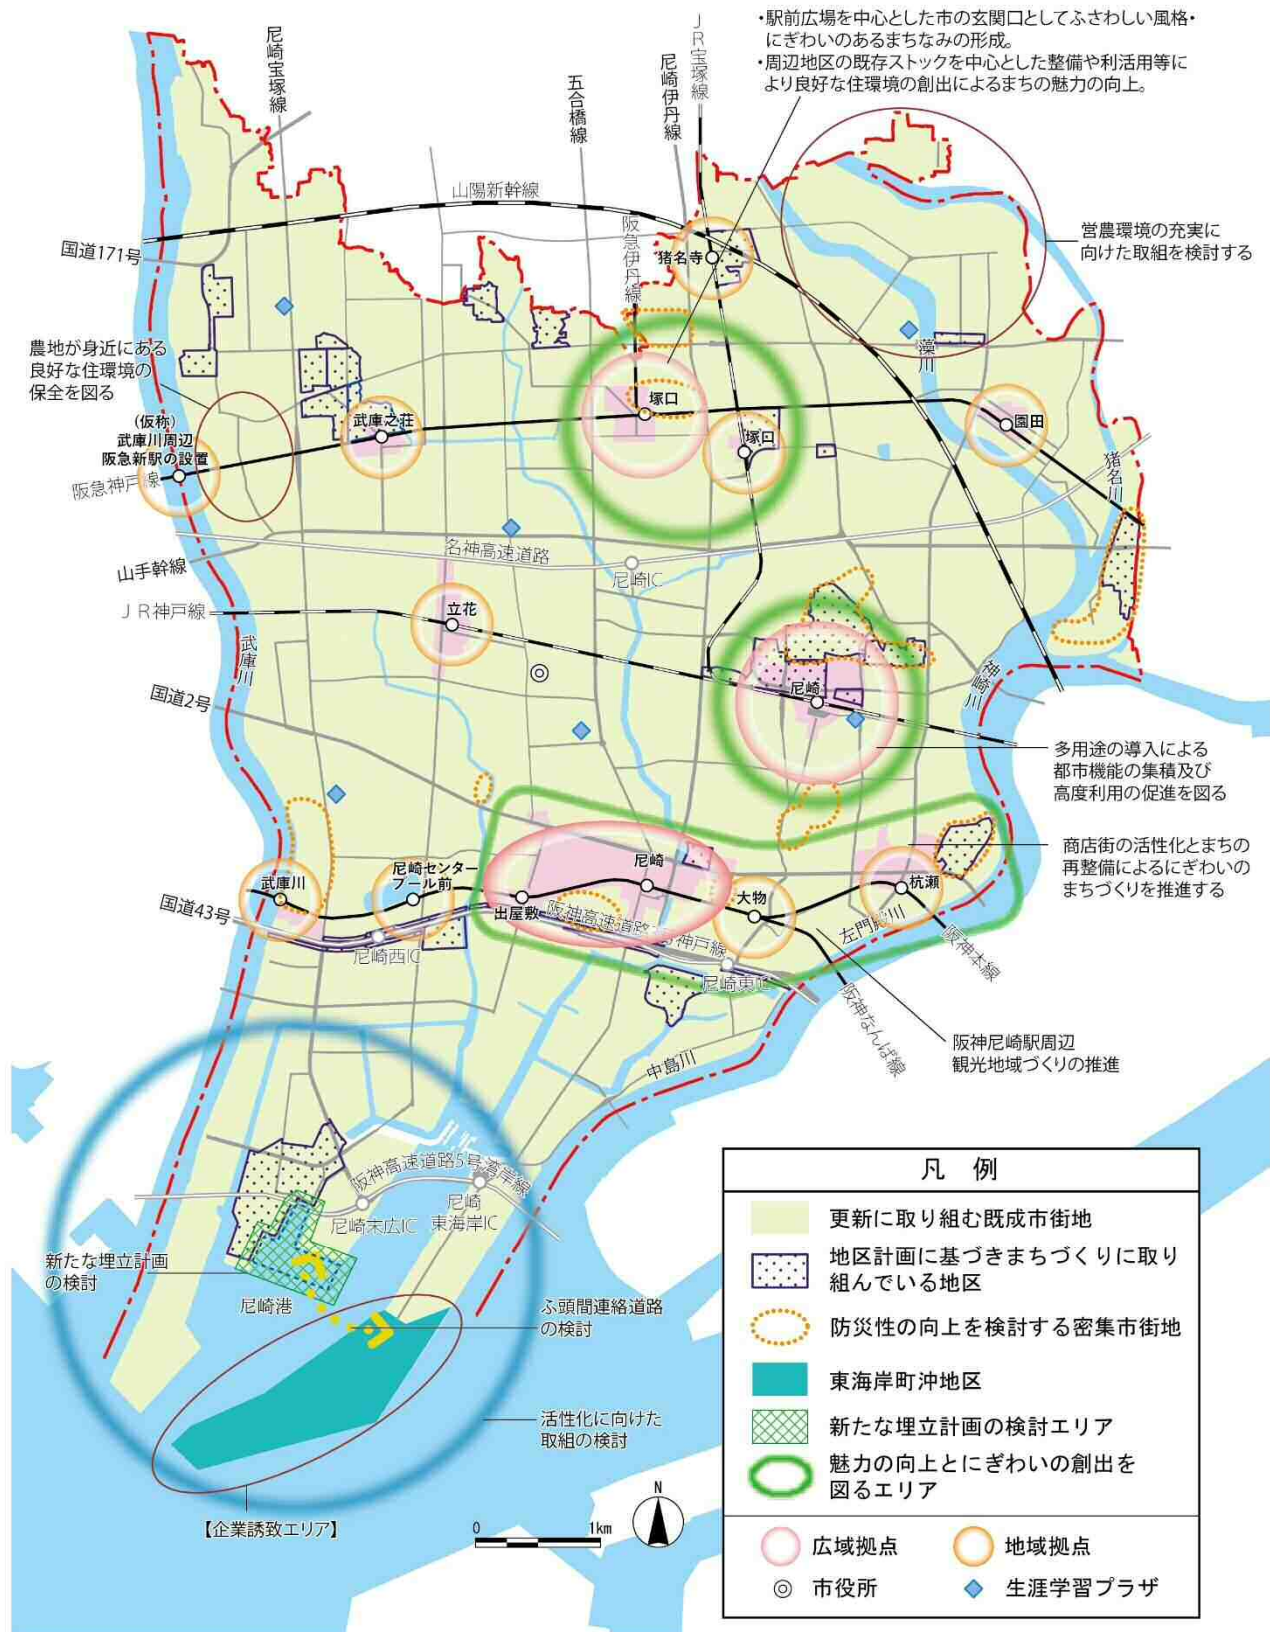 ・駅前広場を中心とした市の玄関口としてふさわしい風格・
にぎわいのあるまちなみの形成。
・周辺地区の既存ストックを中心とした整備や利活用等に
より良好な住環境の創出によるまちの魅力の向上。
尼崎宝塚線
五合橋線
尼崎伊丹線
JR宝塚線
山陽新幹線
阪急伊丹線
国道171号
猪名寺
営農環境の充実に
向けた取組を検討する
農地が身近にある
良好な住環境の
保全を図る
藻川
(仮称)
武庫川周辺
阪急新駅の設置
武庫之荘
塚口
塚口
園田
猪名川
阪急神戸線
名神高速道路
尼崎IC
山手幹線
JR神戸線
立花
武庫川
国道2号
尼崎
神崎川
多用途の導入による
都市機能の集積及び
高度利用の促進を図る
商店街の活性化とまちの
再整備によるにぎわいの
まちづくりを推進する
武庫川
尼崎センター
プール前
出屋敷
尼崎
大物
杭瀬
国道43号
阪神高速道路3号神戸線
尼崎西IC
尼崎東IC
左門殿川
阪神本線
阪神なんば線
阪神尼崎駅周辺
観光地域づくりの推進
中島川
阪神高速道路5号湾岸線
尼崎末広IC
尼崎
東海岸IC
新たな埋立計画
の検討
尼崎港
ふ頭間連絡道路
の検討
活性化に向けた
取組の検討
【企業誘致エリア】
0 1km
N
凡 例
更新に取り組む既成市街地
地区計画に基づきまちづくりに取り
組んでいる地区
防災性の向上を検討する密集市街地
東海岸町沖地区
新たな埋立計画の検討エリア
魅力の向上とにぎわいの創出を
図るエリア
広域拠点
地域拠点
市役所
生涯学習プラザ